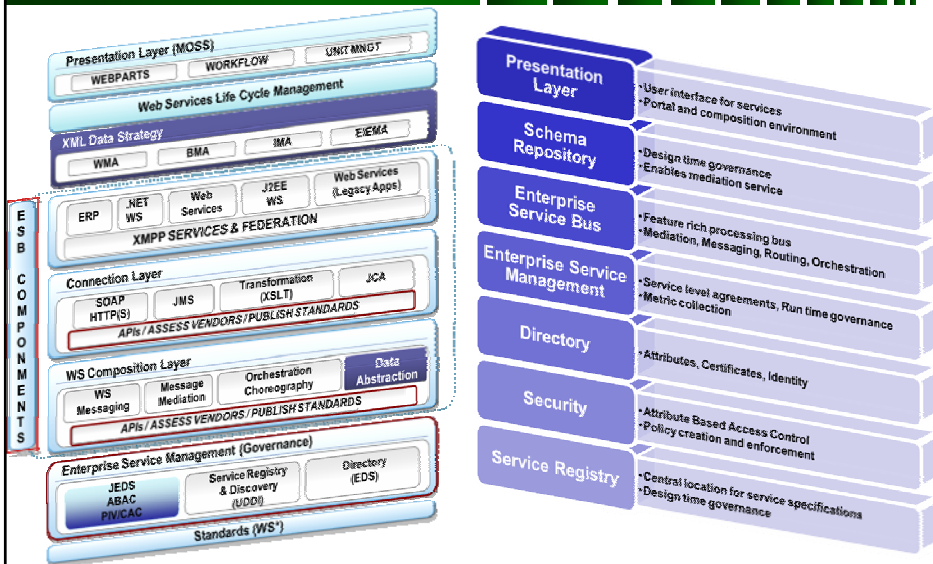 Presentation Layer (MOSS)
WEBPARTS
WORKFLOW
UNIT MNGT
Web Services Life Cycle Management
XML Data Strategy
WMA
BMA
IMA
EIEMA
ERP
.NET
WS
Web
Services
J2EE
WS
Web Services
(Legacy Apps)
XMPP SERVICES & FEDERATION
Connection Layer
SOAP
HTTP(S)
JMS
Transformation
(XSLT)
JCA
APIs / ASSESS VENDORS / PUBLISH STANDARDS
WS Composition Layer
WS
Messaging
Message
Mediation
Orchestration
Choreography
Data
Abstraction
APIs / ASSESS VENDORS / PUBLISH STANDARDS
Enterprise Service Management (Governance)
JEDS
ABAC
PIV/CAC
Service Registry
& Discovery
(UDDI)
Directory
(EDS)
Standards (WS*)
ESB COMPONMENTS
Presentation
Layer
•User interface for services
•Portal and composition environment
Schema
Repository
•Design time governance
•Enables mediation service
Enterprise
Service Bus
•Feature rich processing bus
•Mediation, Messaging, Routing, Orchestration
Enterprise Service
Management
•Service level agreements, Run time governance
•Metric collection
Directory
•Attributes, Certificates, Identity
Security
•Attribute Based Access Control
•Policy creation and enforcement
Service Registry
•Central location for service specifications
•Design time governance